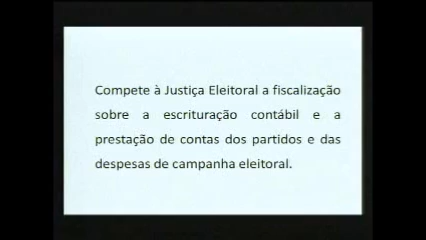 Compete à Justiça Eleitoral a fiscalização
sobre a escrituração contábil e a
prestação de contas dos partidos e das
despesas de campanha eleitoral.